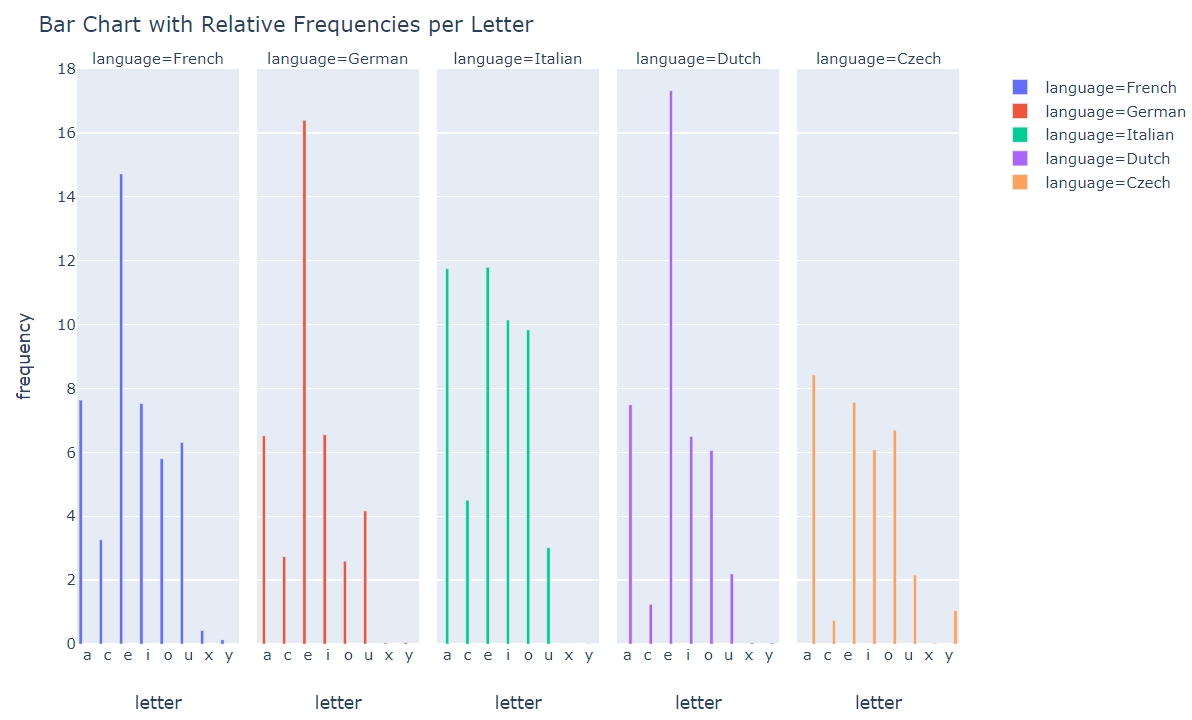 Bar Chart with Relative Frequencies per Letter
language=French language=German language=Italian language=Dutch language=Czech
18
16
14
12
10
8
6
4
2
0
frequency
a c e i o u x y a c e i o u x y a c e i o u x y a c e i o u x y a c e i o u x y
letter letter letter letter letter
language=French
language=German
language=Italian
language=Dutch
language=Czech